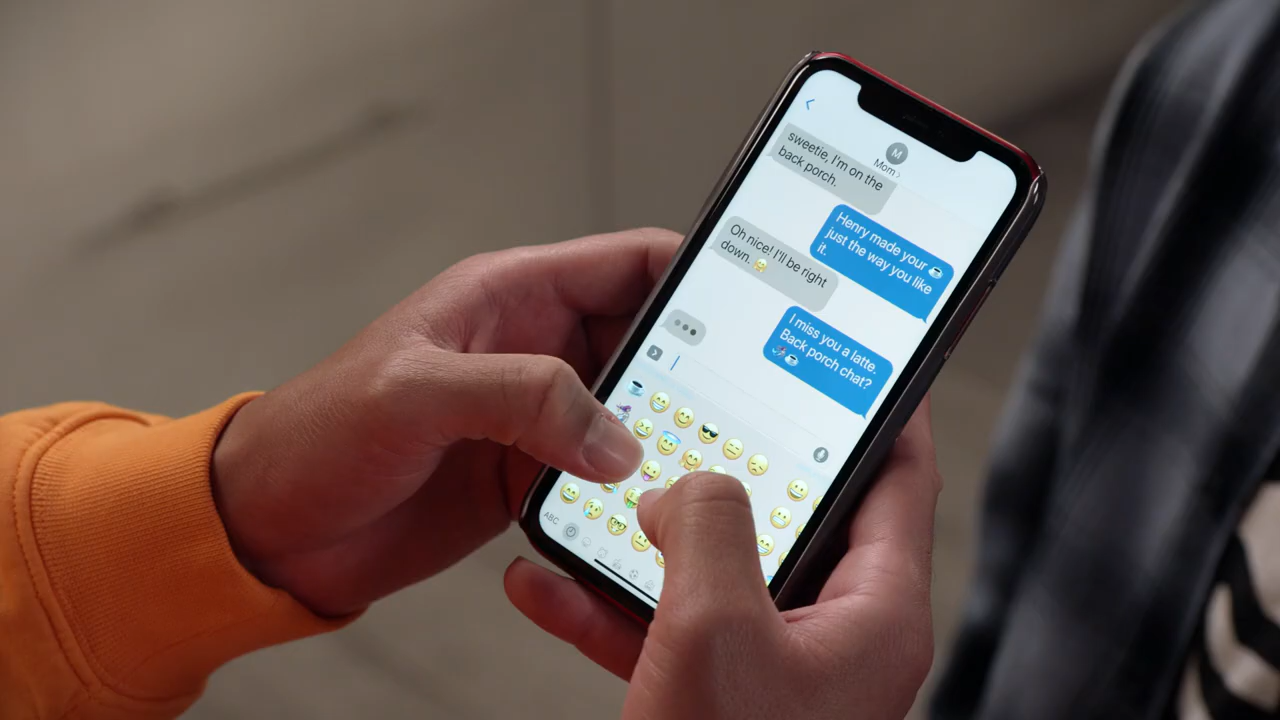 M
Mom
sweetie, I'm on the
back porch.
Henry made your ☕
just the way you like
it.
Oh nice! I'll be right
down. 🤗
I miss you a latte.
Back porch chat?
ABC